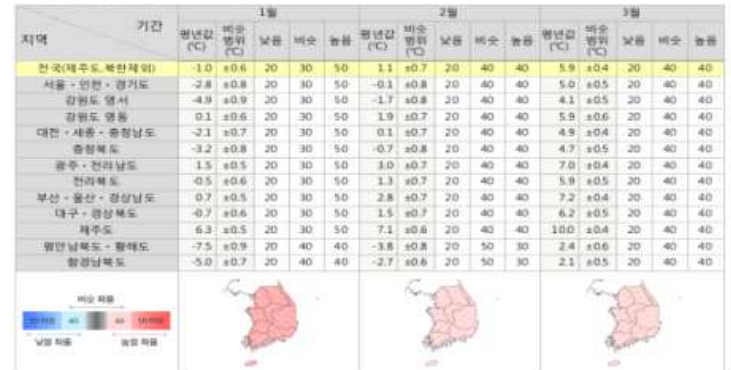 기간 1월 2월 3월
지역 평년값(℃) 비슷범위(℃) 낮음 비슷 높음 평년값(℃) 비슷범위(℃) 낮음 비슷 높음 평년값(℃) 비슷범위(℃) 낮음 비슷 높음
전국(제주도,북한제외) -1.0 ±0.6 20 30 50 1.1 ±0.7 20 40 40 5.9 ±0.4 20 40 40
서울·인천·경기도 -2.8 ±0.8 20 30 50 -0.1 ±0.8 20 40 40 5.0 ±0.5 20 40 40
강원도 영서 -4.9 ±0.9 20 30 50 -1.7 ±0.8 20 40 40 4.1 ±0.5 20 40 40
강원도 영동 0.1 ±0.6 20 30 50 1.9 ±0.7 20 40 40 5.9 ±0.6 20 40 40
대전·세종·충청남도 -2.1 ±0.7 20 30 50 0.1 ±0.7 20 40 40 4.9 ±0.4 20 40 40
충청북도 -3.2 ±0.8 20 30 50 -0.7 ±0.8 20 40 40 4.7 ±0.5 20 40 40
광주·전라남도 1.5 ±0.5 20 30 50 3.0 ±0.7 20 40 40 7.0 ±0.4 20 40 40
전라북도 -0.5 ±0.6 20 30 50 1.3 ±0.7 20 40 40 5.9 ±0.5 20 40 40
부산·울산·경상남도 0.7 ±0.5 20 30 50 2.8 ±0.7 20 40 40 7.2 ±0.4 20 40 40
대구·경상북도 -0.7 ±0.6 20 30 50 1.5 ±0.7 20 40 40 6.2 ±0.5 20 40 40
제주도 6.3 ±0.5 20 30 50 7.1 ±0.6 20 40 40 10.0 ±0.4 20 40 40
평안남북도·황해도 -7.5 ±0.9 20 40 40 -3.8 ±0.8 20 50 30 2.4 ±0.6 20 40 40
함경남북도 -5.0 ±0.7 20 40 40 -2.7 ±0.6 20 50 30 2.1 ±0.5 20 40 40
비슷 확률
40 40
낮음 확률 높음 확률